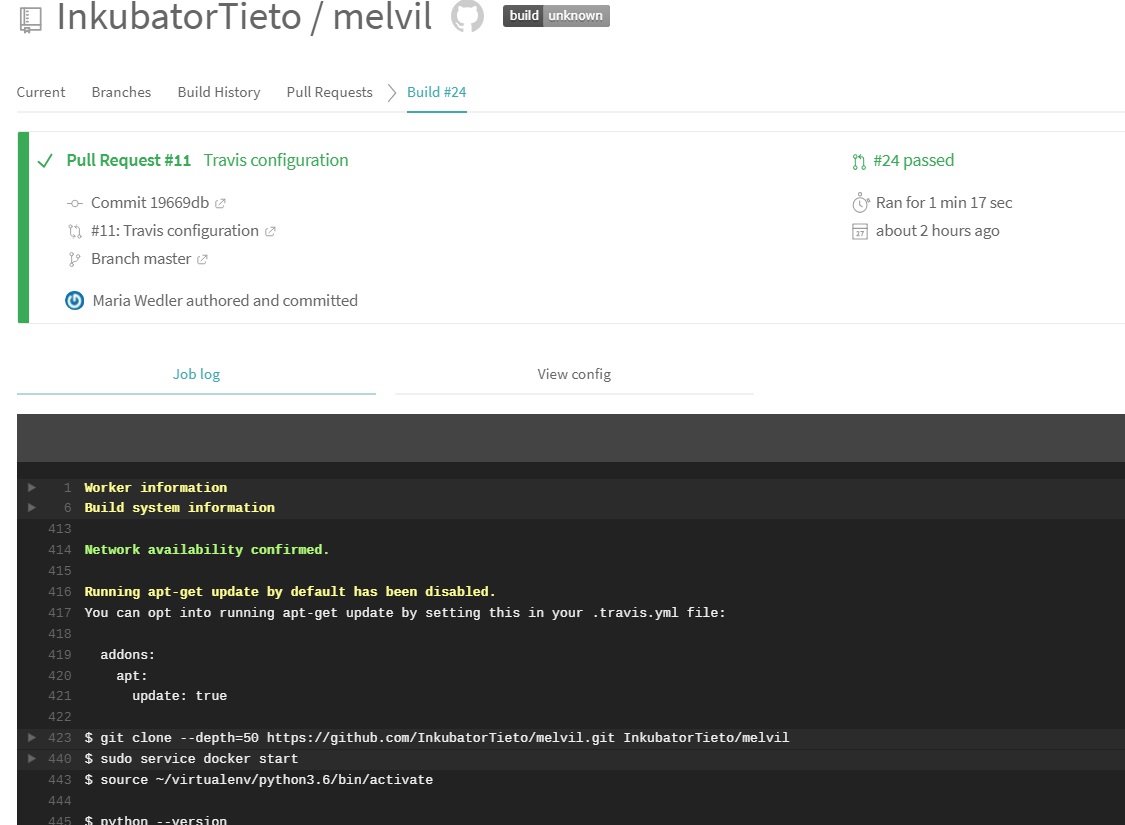 InkubatorTieto / melvil build unknown
Current Branches Build History Pull Requests Build #24
Pull Request #11 Travis configuration #24 passed
Commit 19669db Ran for 1 min 17 sec
#11: Travis configuration 27 about 2 hours ago
Branch master
Maria Wedler authored and committed
Job log View config
1 Worker information
6 Build system information
413
414 Network availability confirmed.
415
416 Running apt-get update by default has been disabled.
417 You can opt into running apt-get update by setting this in your .travis.yml file:
418
419 addons:
420 apt:
421 update: true
422
423 $ git clone --depth=50 https://github.com/InkubatorTieto/melvil.git InkubatorTieto/melvil
440 $ sudo service docker start
443 $ source ~/virtualenv/python3.6/bin/activate
444
445 $ python --version